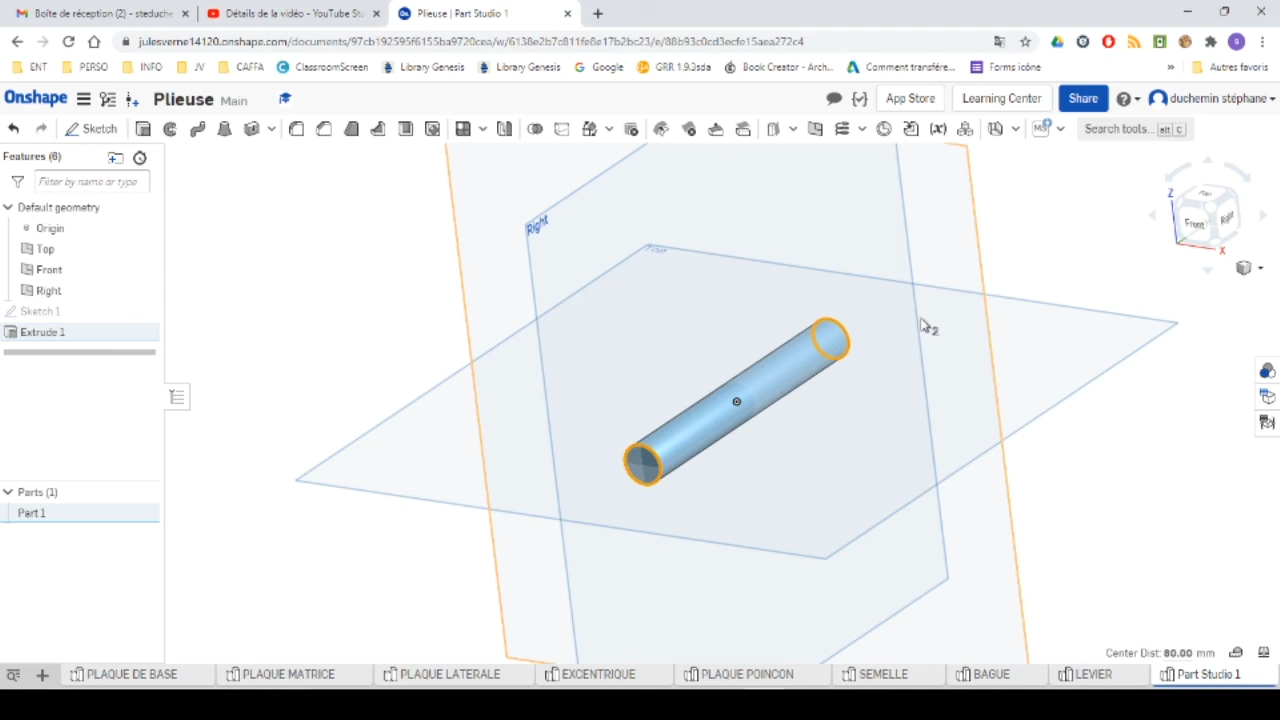 Boîte de réception (2) - steduche
Détails de la vidéo - YouTube Stu
Plieuse | Part Studio 1
julesverne14120.onshape.com/documents/97cb192595f6155ba9720cea/w/6138e2b7c811fe8e17b2bc23/e/88b93c0cd3ecfe15aea272c4
ENT PERSO INFO JV CAFFA ClassroomScreen Library Genesis Library Genesis Google GRR 1.9.3sda Book Creator - Arch... Comment transfére... Forms icône » Autres favoris
Onshape Plieuse Main App Store Learning Center Share duchemin stéphane
Sketch Search tools... alt C
Features (6)
Filter by name or type
Default geometry
Origin
Top
Front
Right
Sketch 1
Extrude 1
Parts (1)
Part 1
Right
Top
Z
Front Right
X
2
Center Dist: 80.00 mm
PLAQUE DE BASE PLAQUE MATRICE PLAQUE LATERALE EXCENTRIQUE PLAQUE POINCON SEMELLE BAGUE LEVIER Part Studio 1